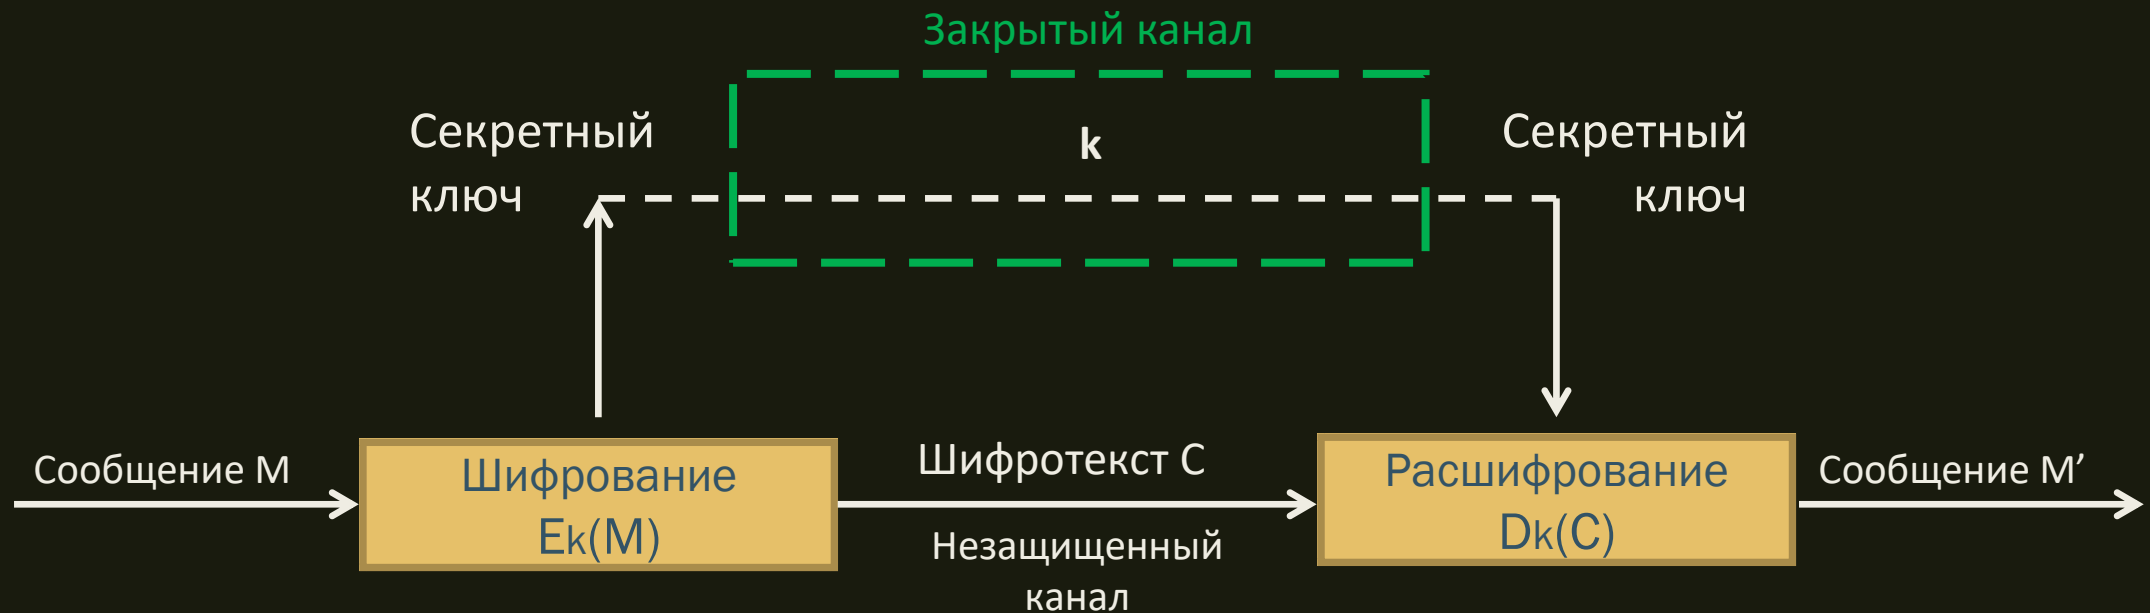 Закрытый канал
Секретный
ключ
k
Секретный
ключ
Сообщение М
Шифрование
Ek(M)
Шифротекст С
Незащищенный
канал
Расшифрование
Dk(C)
Сообщение М’